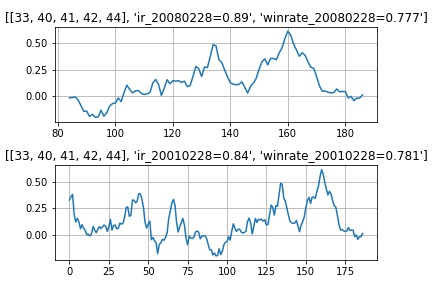 [[33, 40, 41, 42, 44], 'ir_20080228=0.89', 'winrate_20080228=0.777']
0.50
0.25
0.00
80 100 120 140 160 180
[[33, 40, 41, 42, 44], 'ir_20010228=0.84', 'winrate_20010228=0.781']
0.50
0.25
0.00
0 25 50 75 100 125 150 175